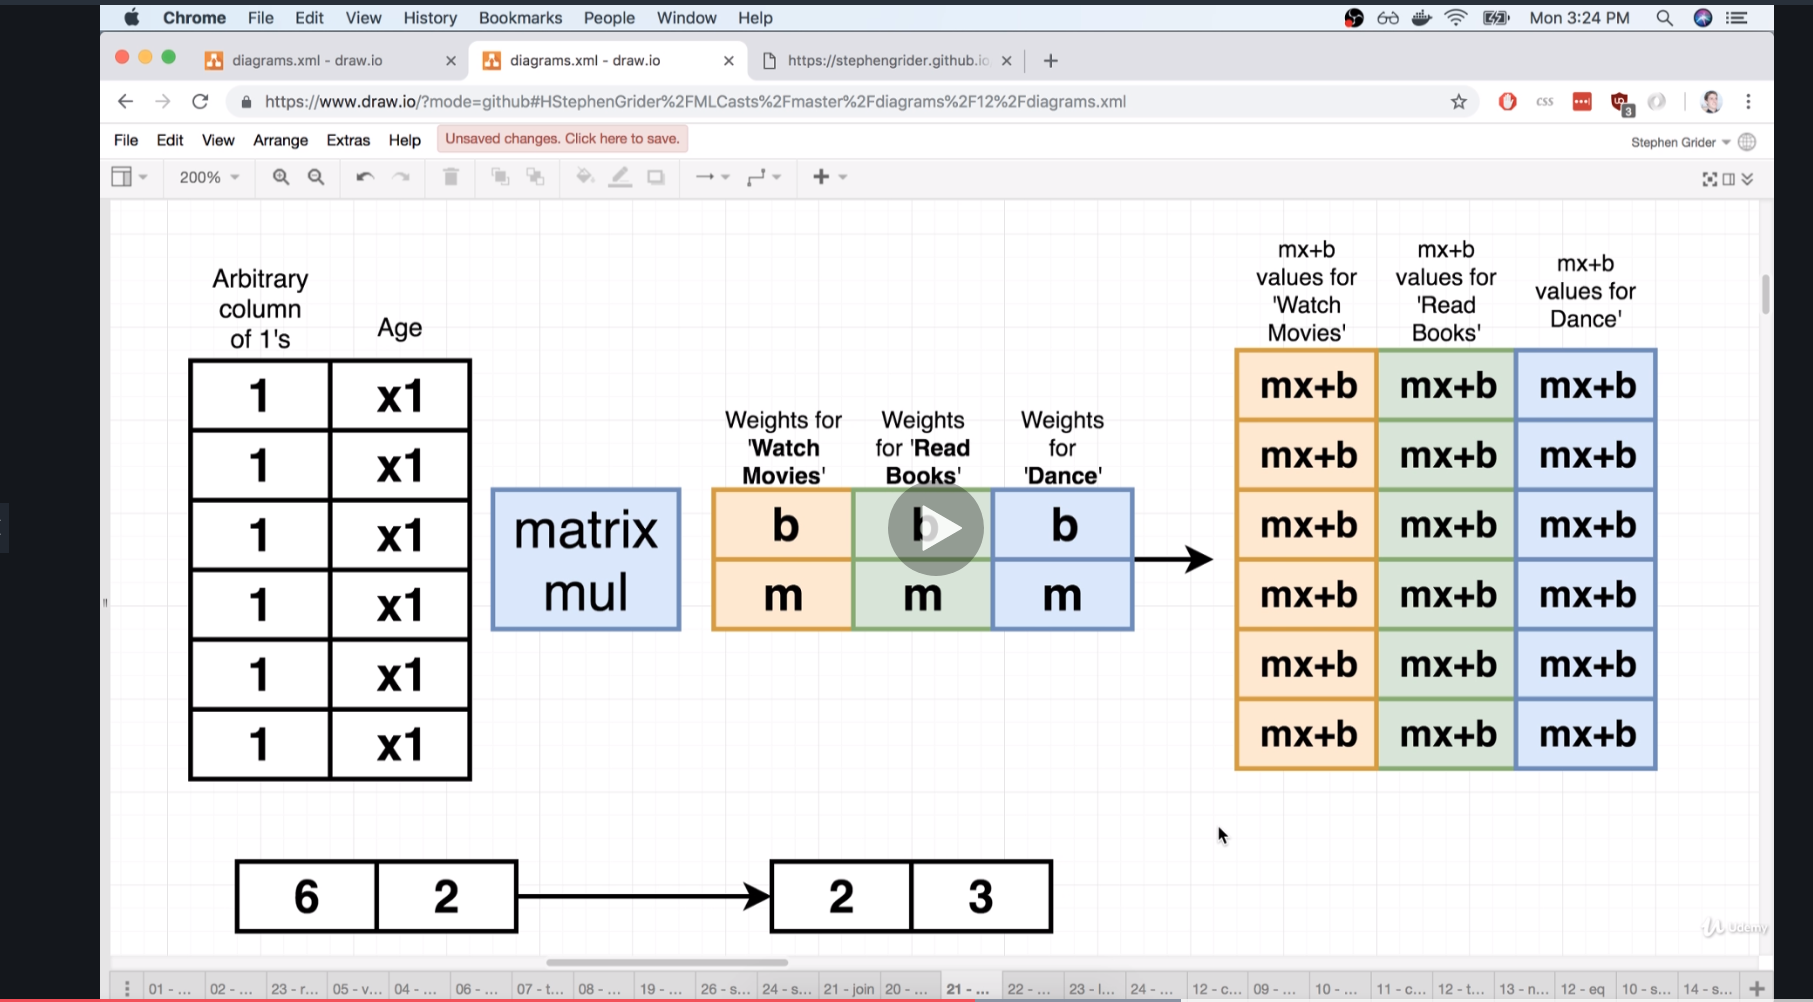 Chrome File Edit View History Bookmarks People Window Help Mon 3:24 PM
diagrams.xml - draw.io diagrams.xml - draw.io https://stephengrider.github.io
https://www.draw.io/?mode=github#HStephenGrider%2FMLCasts%2Fmaster%2Fdiagrams%2F12%2Fdiagrams.xml css 3
File Edit View Arrange Extras Help Unsaved changes. Click here to save. Stephen Grider
200%
Arbitrary
column
of 1's
Age
1 x1
1 x1
1 x1
1 x1
1 x1
1 x1
matrix
mul
Weights for
'Watch
Movies'
Weights
for 'Read
Books'
Weights
for
'Dance'
b b b
m m m
mx+b
values for
'Watch
Movies'
mx+b
values for
'Read
Books'
mx+b
values for
Dance'
mx+b mx+b mx+b
mx+b mx+b mx+b
mx+b mx+b mx+b
mx+b mx+b mx+b
mx+b mx+b mx+b
mx+b mx+b mx+b
6 2 2 3
Udemy
01 - ... 02 - ... 23 - r... 05 - v... 04 - ... 06 - ... 07 - t... 08 - ... 19 - ... 26 - s... 24 - s... 21 - join 20 - ... 21 - ... 22 - ... 23 - l... 24 - ... 12 - c... 09 - ... 10 - ... 11 - c... 12 - t... 13 - n... 12 - eq 10 - s... 14 - s...